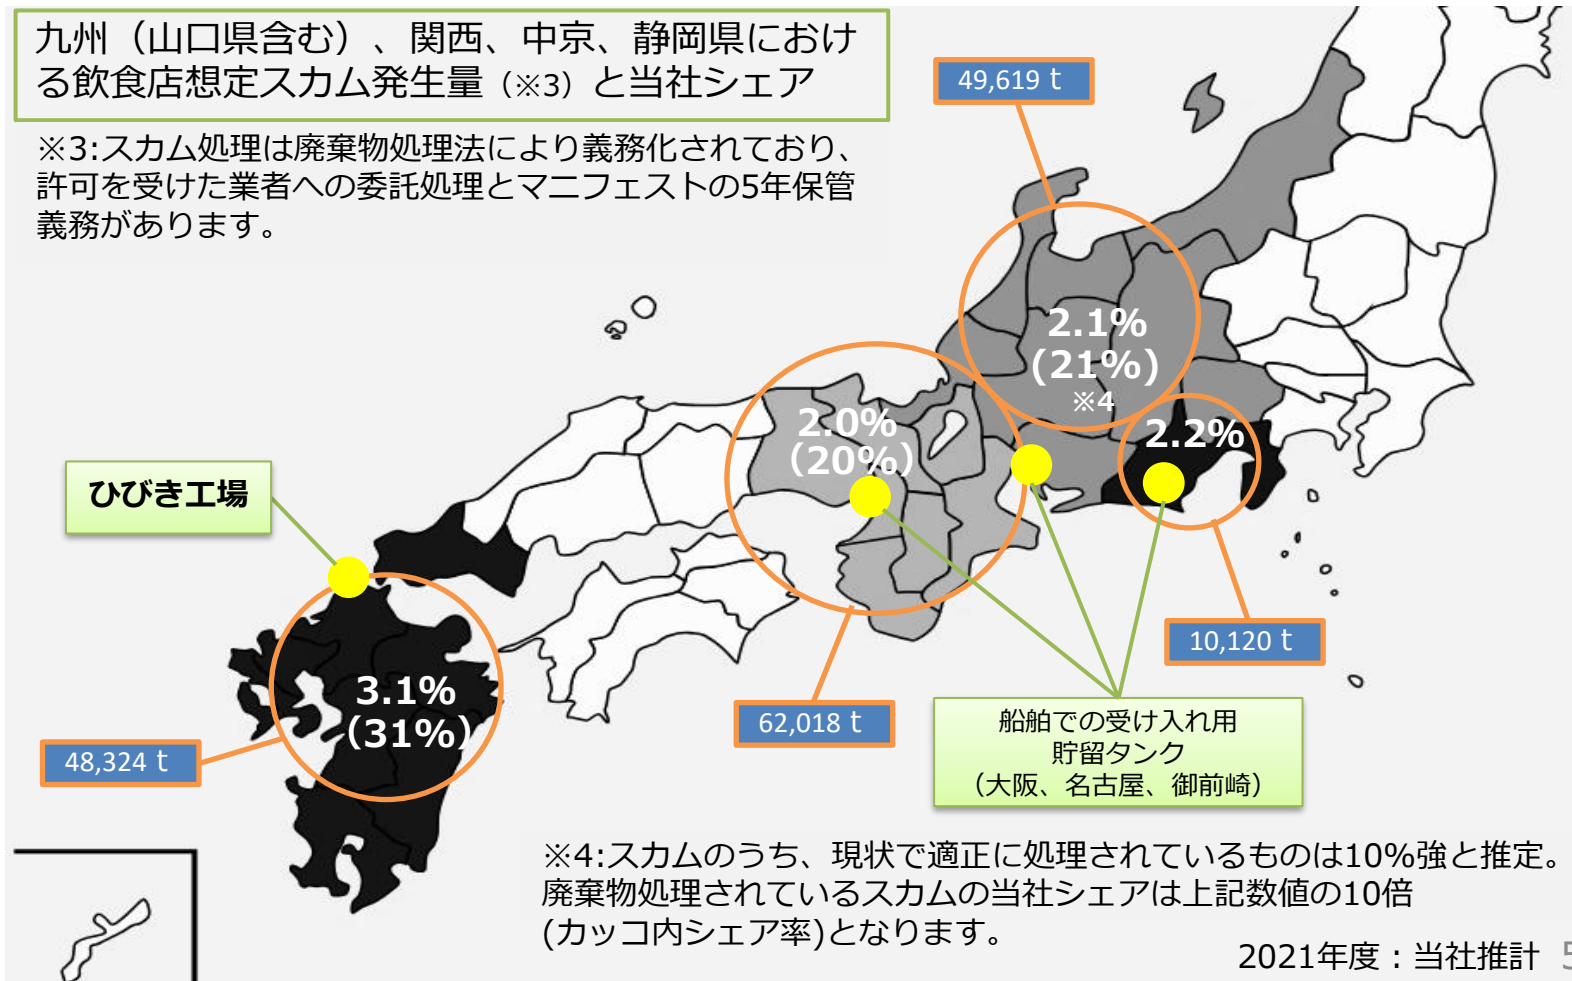 九州（山口県含む）、関西、中京、静岡県におけ
る飲食店想定スカム発生量（※3）と当社シェア
※3:スカム処理は廃棄物処理法により義務化されており、
許可を受けた業者への委託処理とマニフェストの5年保管
義務があります。
49,619 t
2.1%
(21%)
※4
2.0%
(20%)
2.2%
ひびき工場
3.1%
(31%)
48,324 t
62,018 t
10,120 t
船舶での受け入れ用
貯留タンク
（大阪、名古屋、御前崎）
※4:スカムのうち、現状で適正に処理されているものは10%強と推定。
廃棄物処理されているスカムの当社シェアは上記数値の10倍
(カッコ内シェア率)となります。
2021年度：当社推計
5